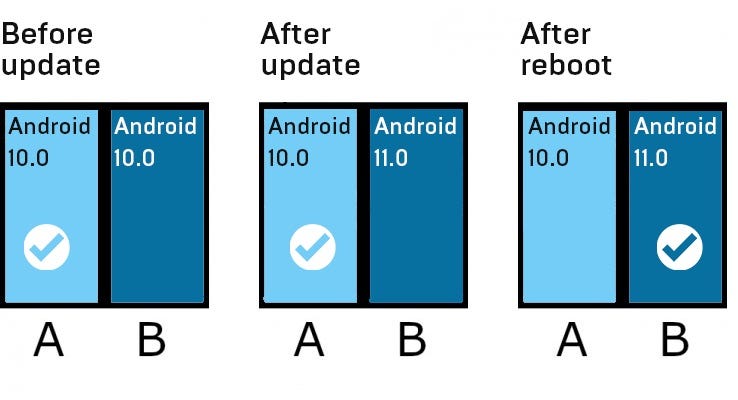 Before
update
After
update
After
reboot
Android
10.0
Android
10.0
Android
10.0
Android
11.0
Android
10.0
Android
11.0
A
B
A
B
A
B